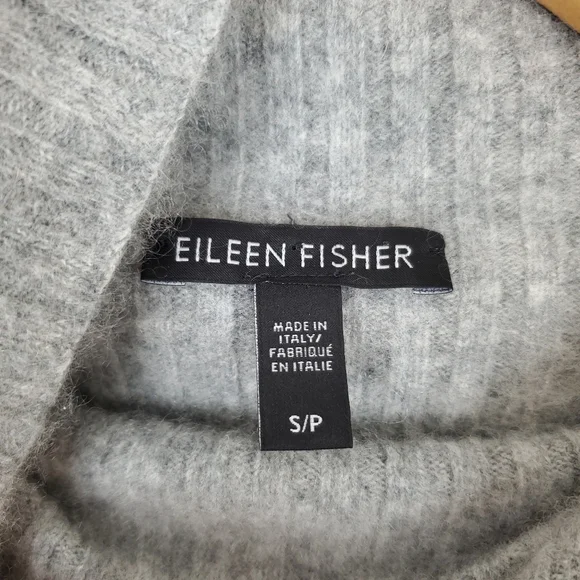 EILEEN FISHER
MADE IN
ITALY/
FABRIQUÉ
EN ITALIE
S/P